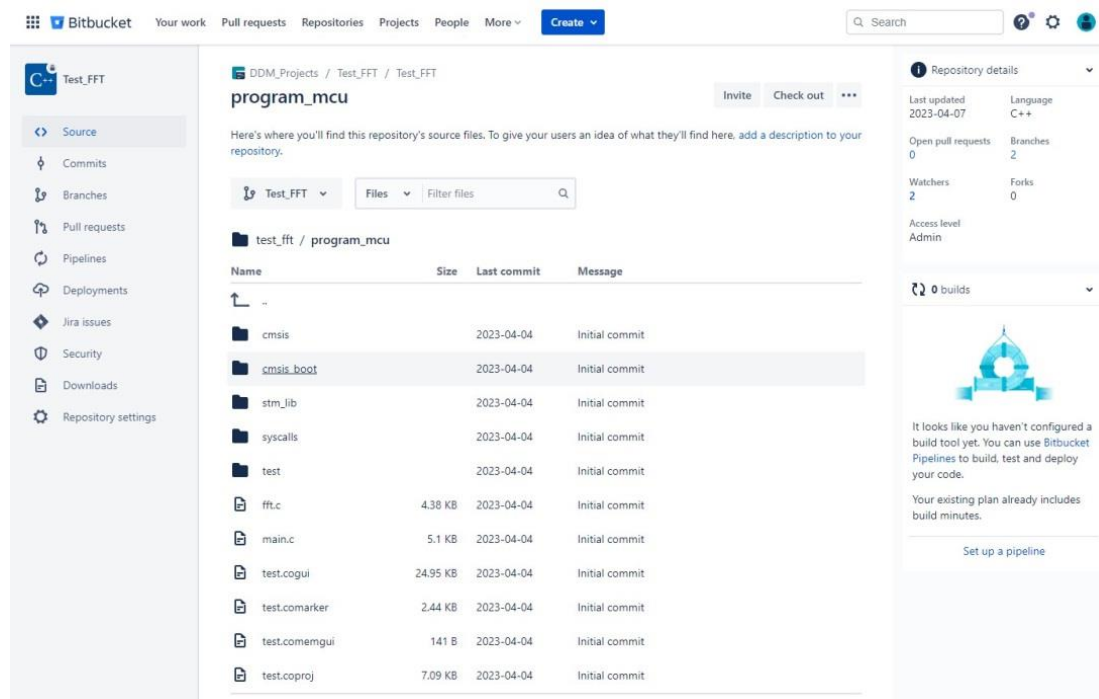 Bitbucket Your work Pull requests Repositories Projects People More Create Search
C++ Test_FFT
Source
Commits
Branches
Pull requests
Pipelines
Deployments
Jira issues
Security
Downloads
Repository settings
DDM_Projects / Test_FFT / Test_FFT
program_mcu
Invite Check out
Here's where you'll find this repository's source files. To give your users an idea of what they'll find here, add a description to your
repository.
Test_FFT Files Filter files
test_fft / program_mcu
Name Size Last commit Message
..
cmsis 2023-04-04 Initial commit
cmsis_boot 2023-04-04 Initial commit
stm_lib 2023-04-04 Initial commit
syscalls 2023-04-04 Initial commit
test 2023-04-04 Initial commit
fft.c 4.38 KB 2023-04-04 Initial commit
main.c 5.1 KB 2023-04-04 Initial commit
test.cogui 24.95 KB 2023-04-04 Initial commit
test.comarker 2.44 KB 2023-04-04 Initial commit
test.comemgui 141 B 2023-04-04 Initial commit
test.coproj 7.09 KB 2023-04-04 Initial commit
Repository details
Last updated Language
2023-04-07 C++
Open pull requests Branches
0 2
Watchers Forks
2 0
Access level
Admin
0 builds
It looks like you haven't configured a
build tool yet. You can use Bitbucket
Pipelines to build, test and deploy
your code.
Your existing plan already includes
build minutes.
Set up a pipeline